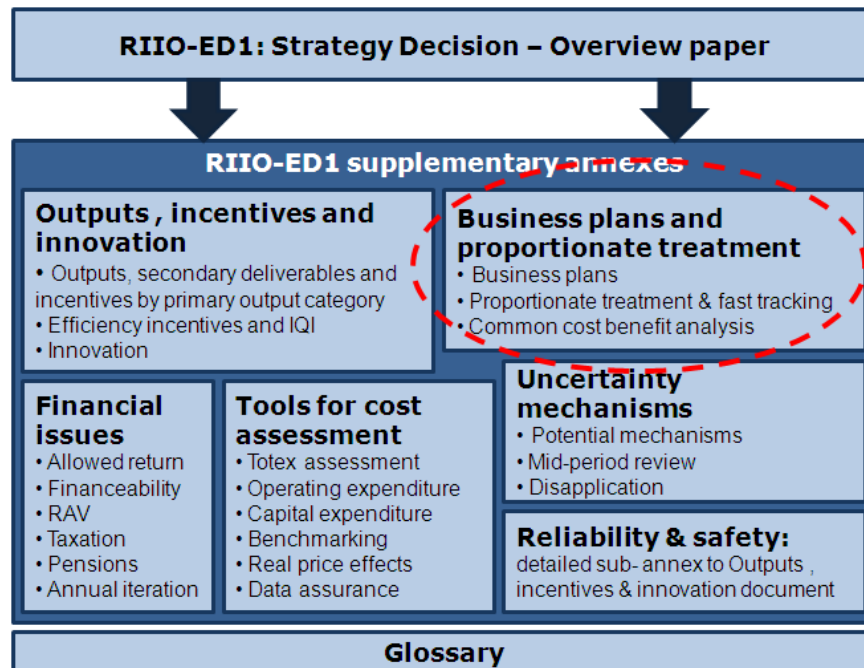 RIIO-ED1: Strategy Decision – Overview paper
RIIO-ED1 supplementary annexes
Outputs , incentives and
innovation
• Outputs, secondary deliverables and
incentives by primary output category
• Efficiency incentives and IQI
• Innovation
Business plans and
proportionate treatment
• Business plans
• Proportionate treatment & fast tracking
• Common cost benefit analysis
Financial
issues
• Allowed return
• Financeability
• RAV
• Taxation
• Pensions
• Annual iteration
Tools for cost
assessment
• Totex assessment
• Operating expenditure
• Capital expenditure
• Benchmarking
• Real price effects
• Data assurance
Uncertainty
mechanisms
• Potential mechanisms
• Mid-period review
• Disapplication
Reliability & safety:
detailed sub- annex to Outputs ,
incentives & innovation document
Glossary